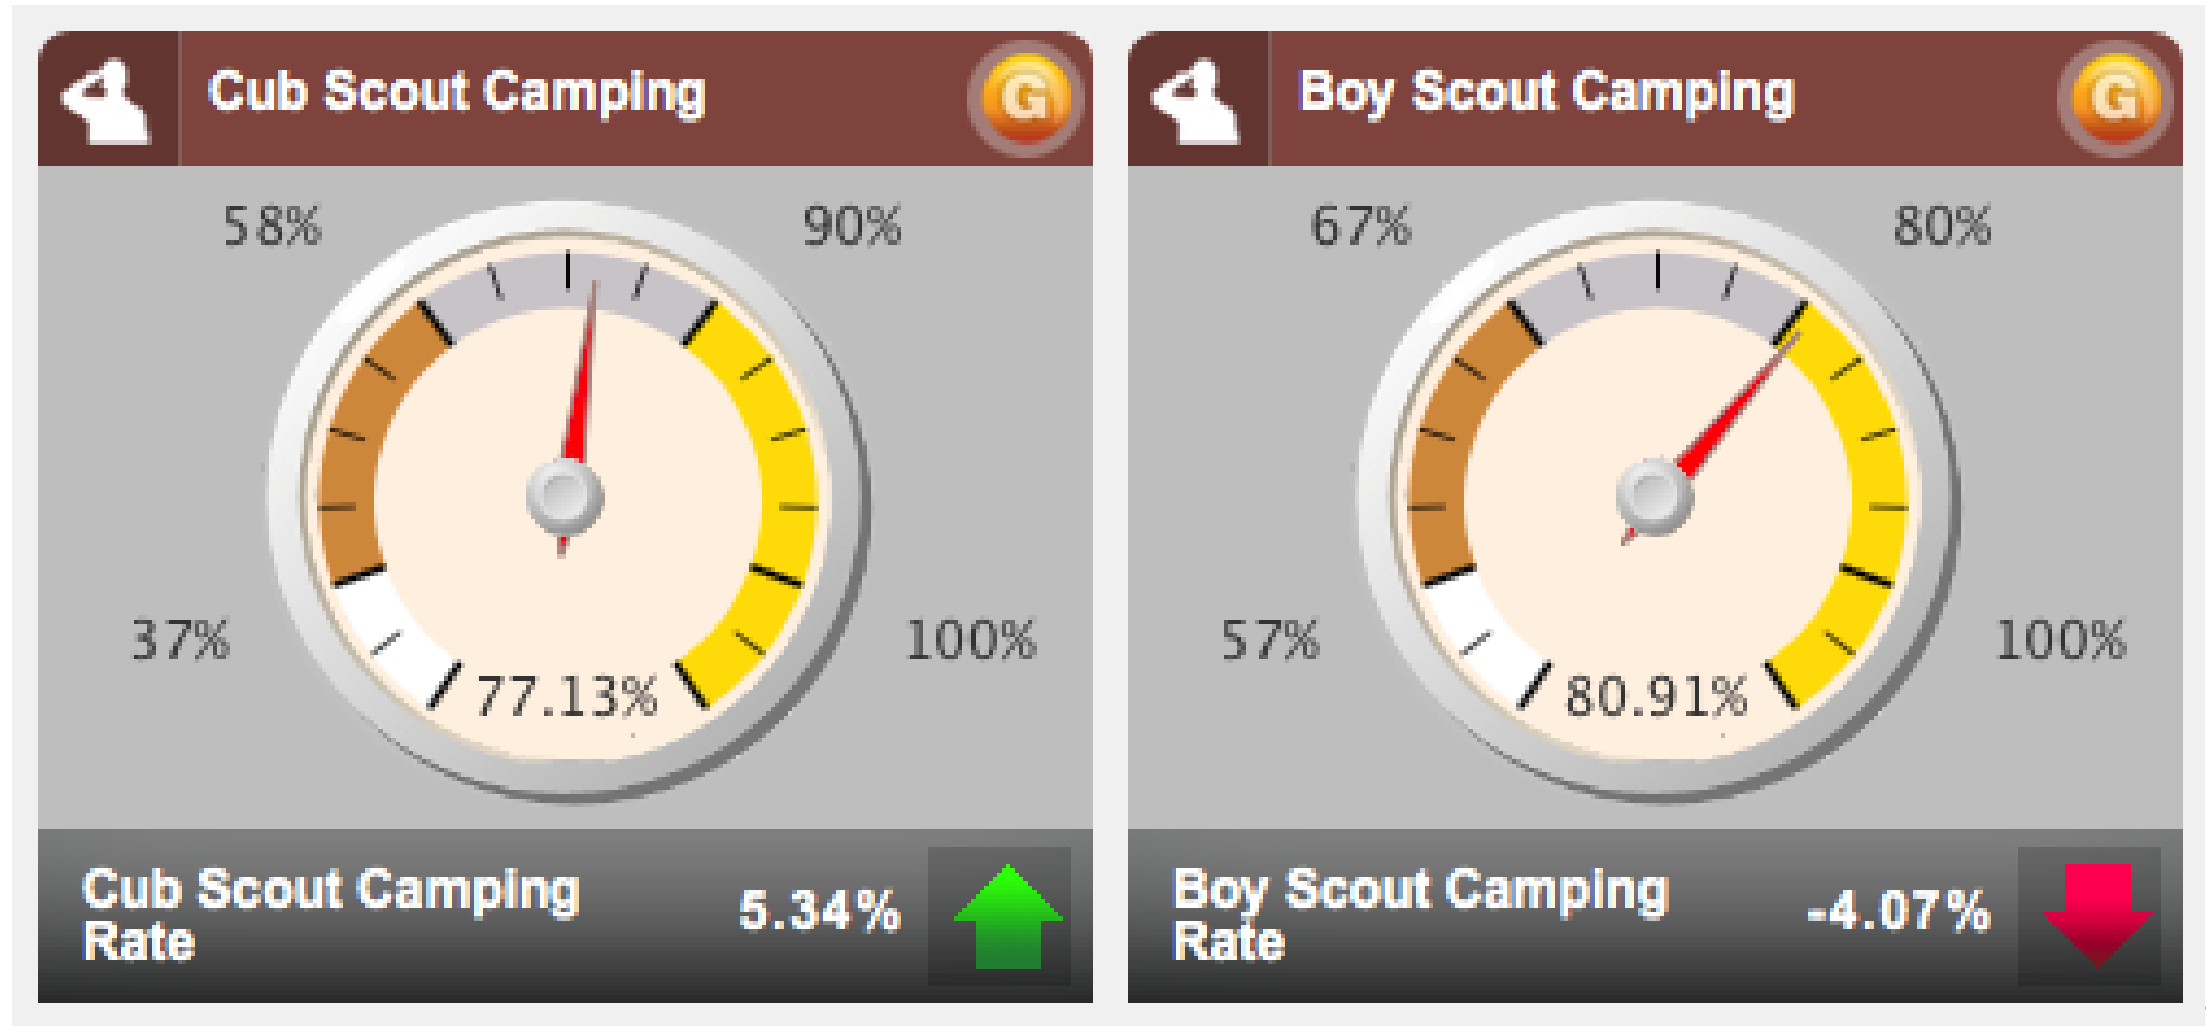 Cub Scout Camping
G
58%
90%
37%
100%
77.13%
Cub Scout Camping
Rate
5.34%
Boy Scout Camping
G
67%
80%
57%
100%
80.91%
Boy Scout Camping
Rate
-4.07%